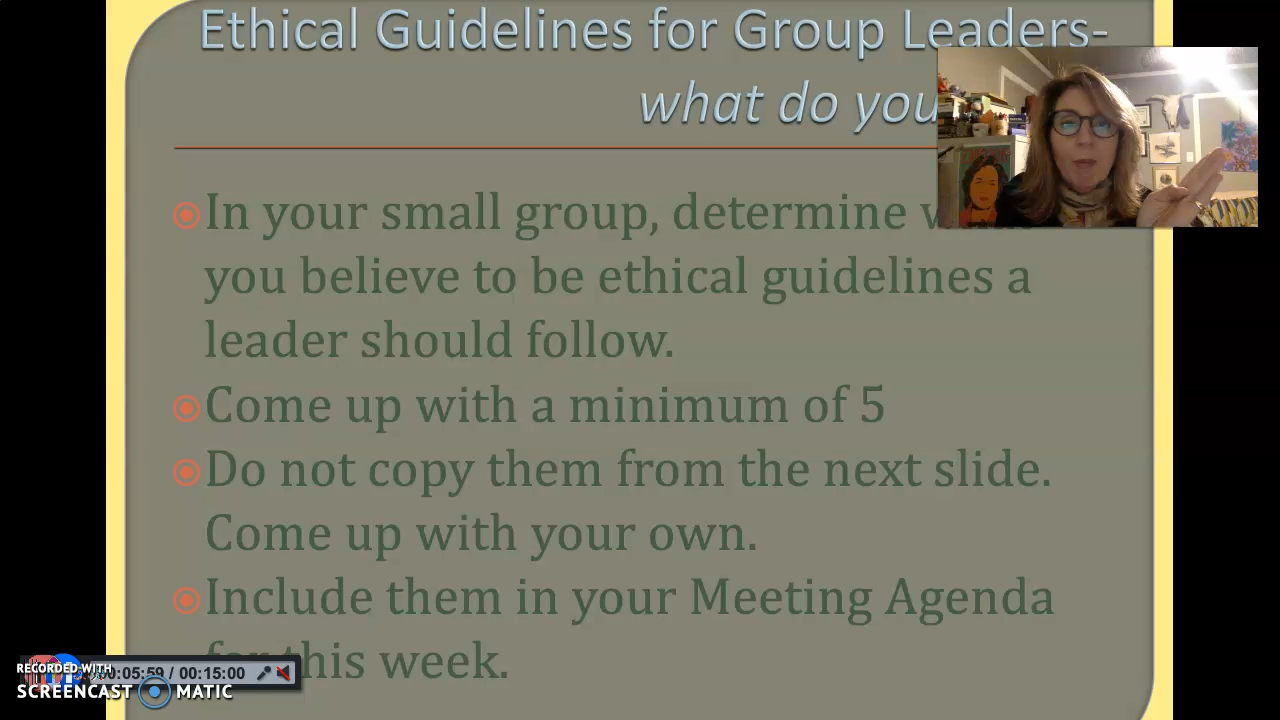 Ethical Guidelines for Group Leaders-
what do you
In your small group, determine
you believe to be ethical guidelines a
leader should follow.
Come up with a minimum of 5
Do not copy them from the next slide.
Come up with your own.
Include them in your Meeting Agenda
for this week.
RECORDED WITH
00:05:59 / 00:15:00
SCREENCAST MATIC